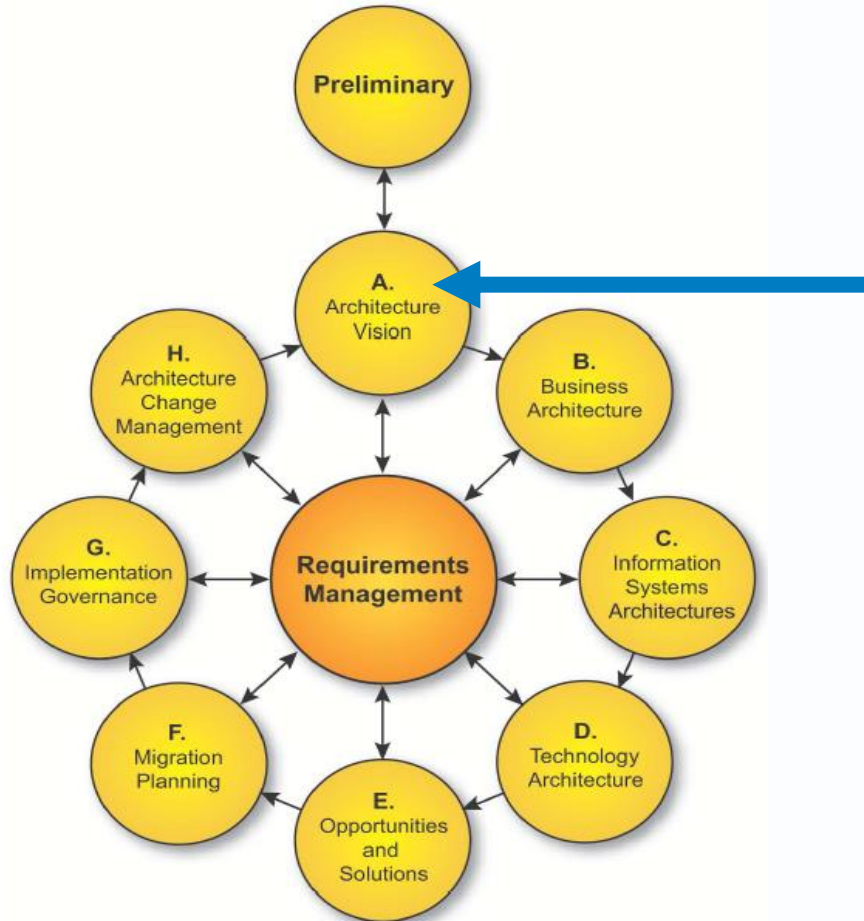 Preliminary
A.
Architecture
Vision
B.
Business
Architecture
C.
Information
Systems
Architectures
D.
Technology
Architecture
E.
Opportunities
and
Solutions
F.
Migration
Planning
G.
Implementation
Governance
H.
Architecture
Change
Management
Requirements
Management